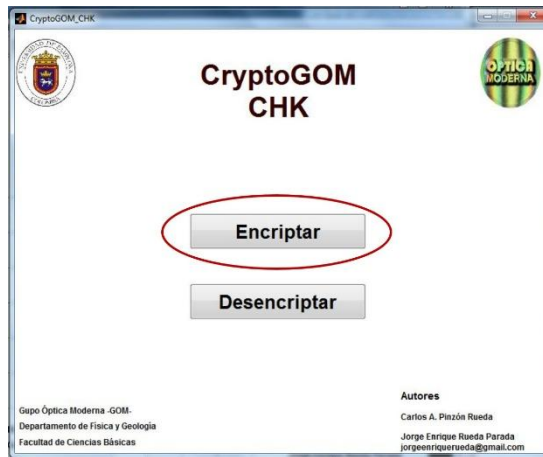 CryptoGOM_CHK
CryptoGOM
CHK
OPTICA
MODERNA
Encriptar
Desencriptar
Gupo Óptica Moderna -GOM-
Departamento de Física y Geología
Facultad de Ciencias Básicas
Autores
Carlos A. Pinzón Rueda
Jorge Enrique Rueda Parada
jorgeenriquerueda@gmail.com